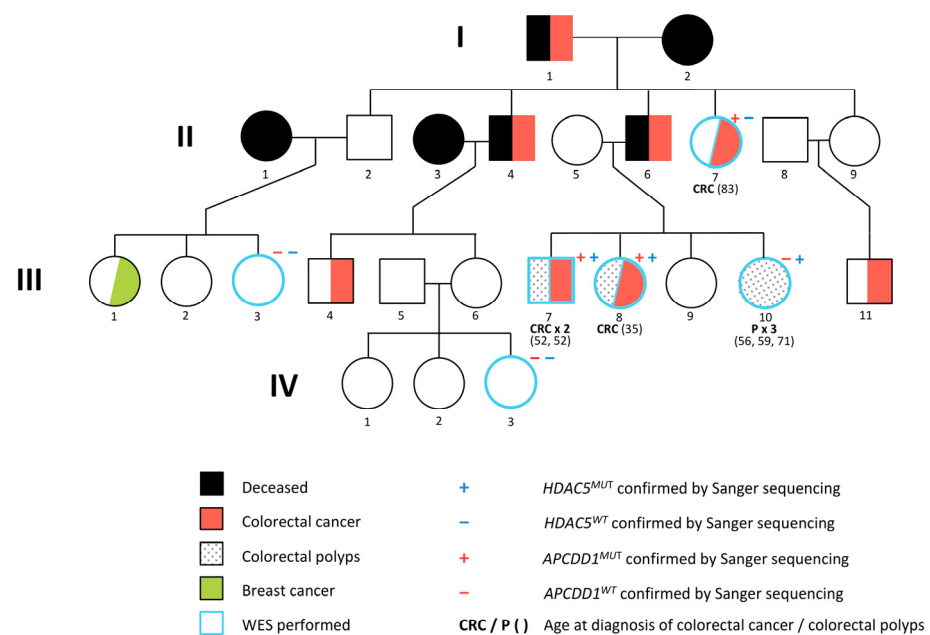 I
1 2
II
+ −
1 2 3 4 5 6 7 8 9
CRC (83)
III
− − + + + + − +
1 2 3 4 5 6 7 8 9 10 11
CRC x 2 CRC (35) P x 3
(52, 52) (56, 59, 71)
− −
IV
1 2 3
Deceased + HDAC5MUT confirmed by Sanger sequencing
Colorectal cancer − HDAC5WT confirmed by Sanger sequencing
Colorectal polyps + APCDD1MUT confirmed by Sanger sequencing
Breast cancer − APCDD1WT confirmed by Sanger sequencing
WES performed CRC / P ( ) Age at diagnosis of colorectal cancer / colorectal polyps